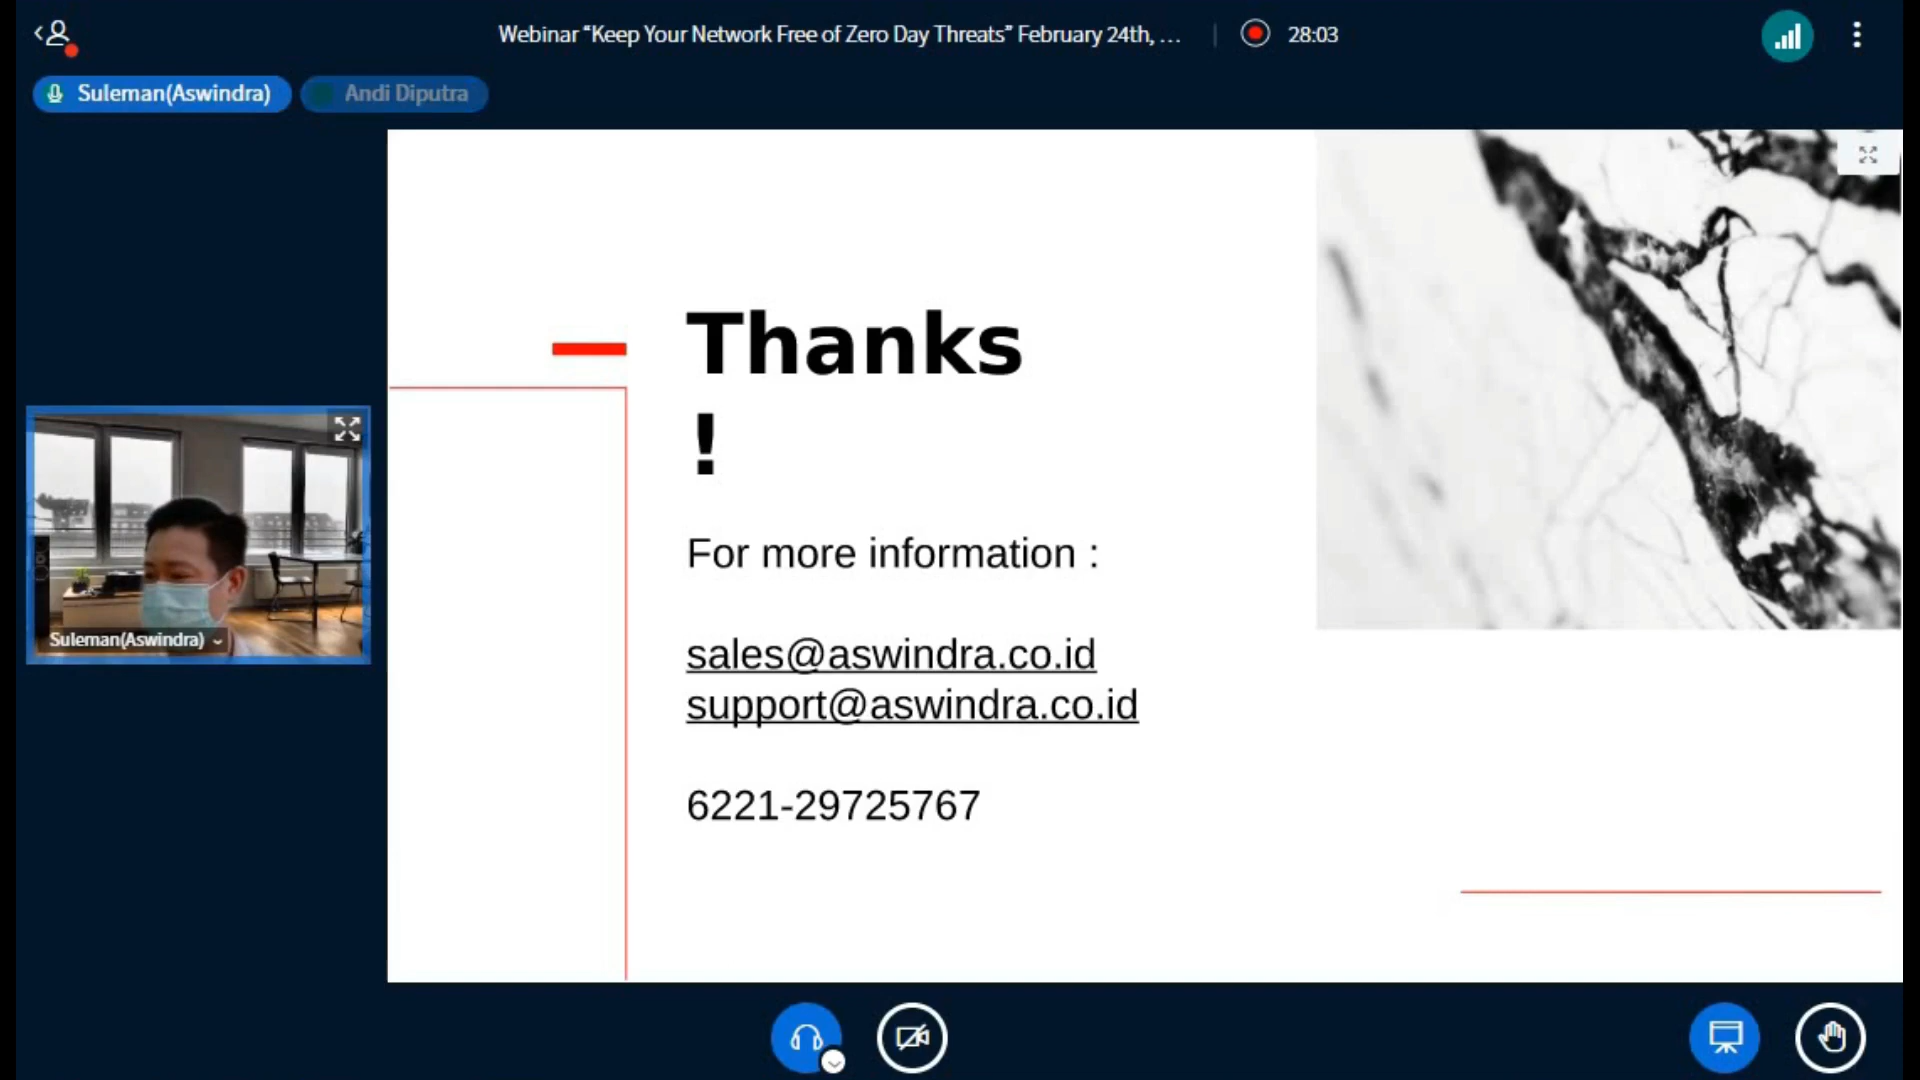 Webinar “Keep Your Network Free of Zero Day Threats” February 24th, …
28:03
Suleman(Aswindra)
Andi Diputra
Thanks
!
For more information :
sales@aswindra.co.id
support@aswindra.co.id
6221-29725767
Suleman(Aswindra)